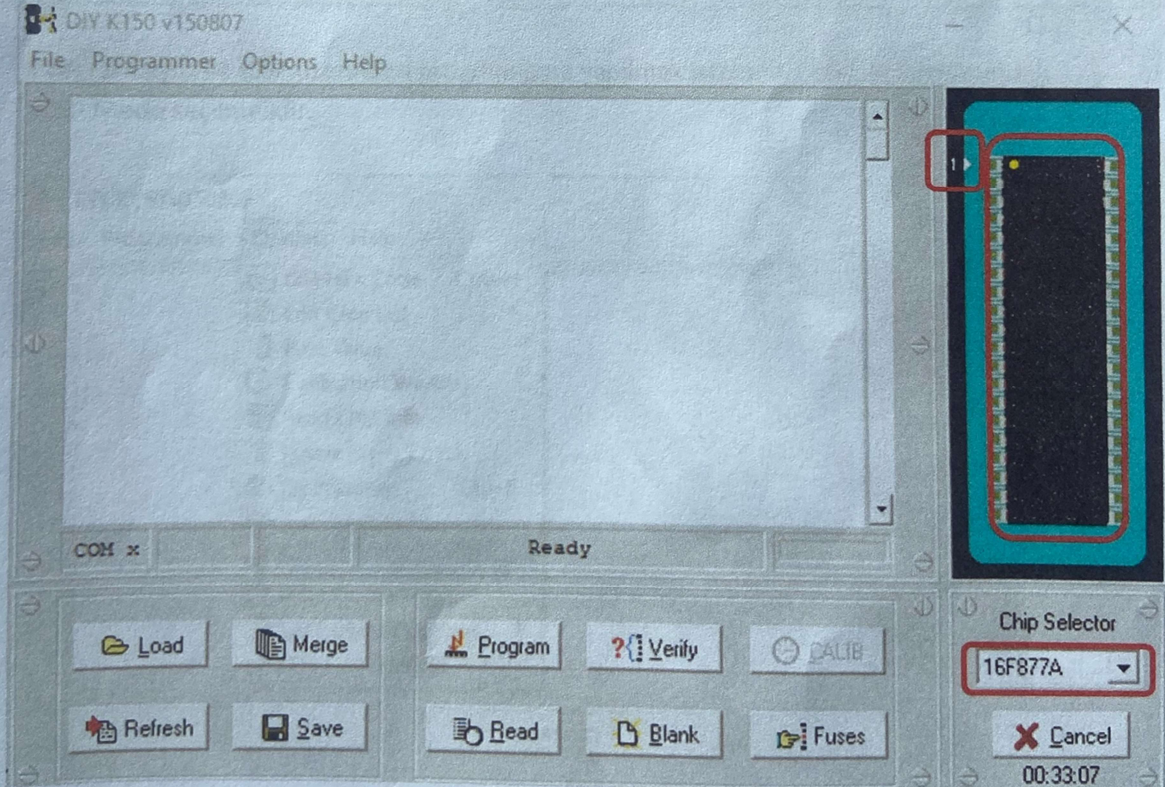 DIY K150 v150807
File Programmer Options Help
1
COM x Ready
Chip Selector
Load Merge Program Verify CALIB 16F877A
Refresh Save Read Blank Fuses Cancel
00:33:07